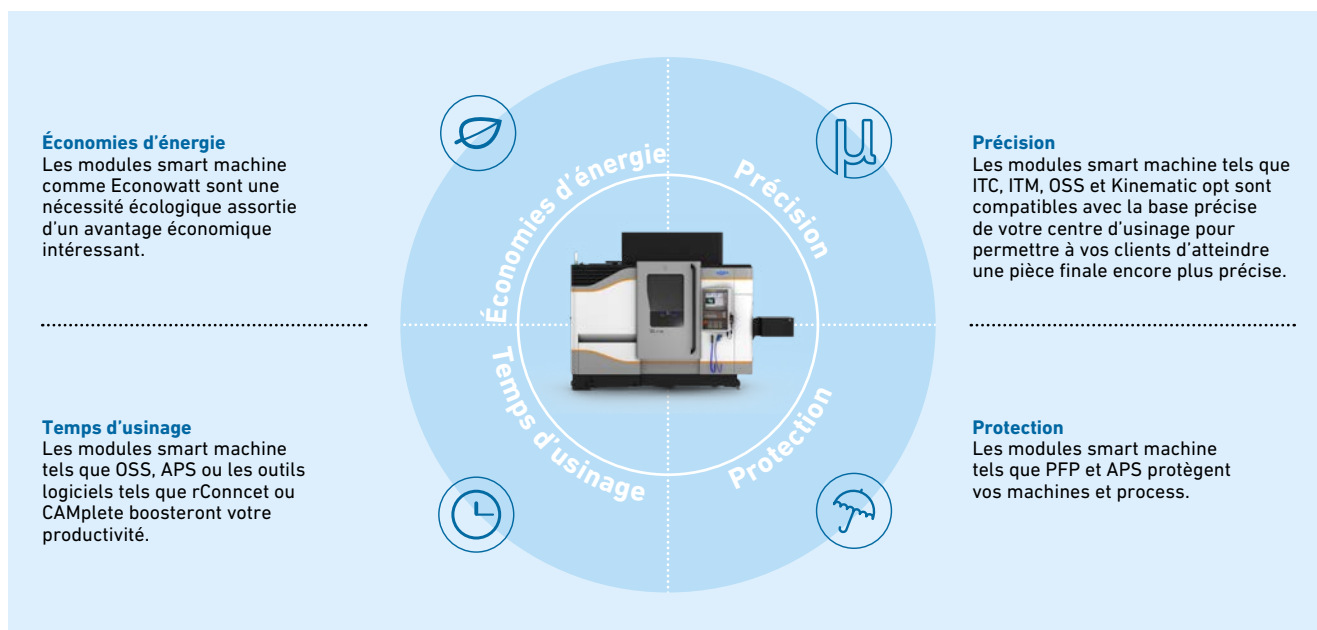 Économies d'énergie
Les modules smart machine
comme Econowatt sont une
nécessité écologique assortie
d'un avantage économique
intéressant.
Temps d'usinage
Les modules smart machine
tels que OSS, APS ou les outils
logiciels tels que rConncet ou
CAMplete boosteront votre
productivité.
Économies d'énergie
Précision
Temps d'usinage
Protection
µ
Précision
Les modules smart machine tels que
ITC, ITM, OSS et Kinematic opt sont
compatibles avec la base précise
de votre centre d'usinage pour
permettre à vos clients d'atteindre
une pièce finale encore plus précise.
Protection
Les modules smart machine
tels que PFP et APS protègent
vos machines et process.